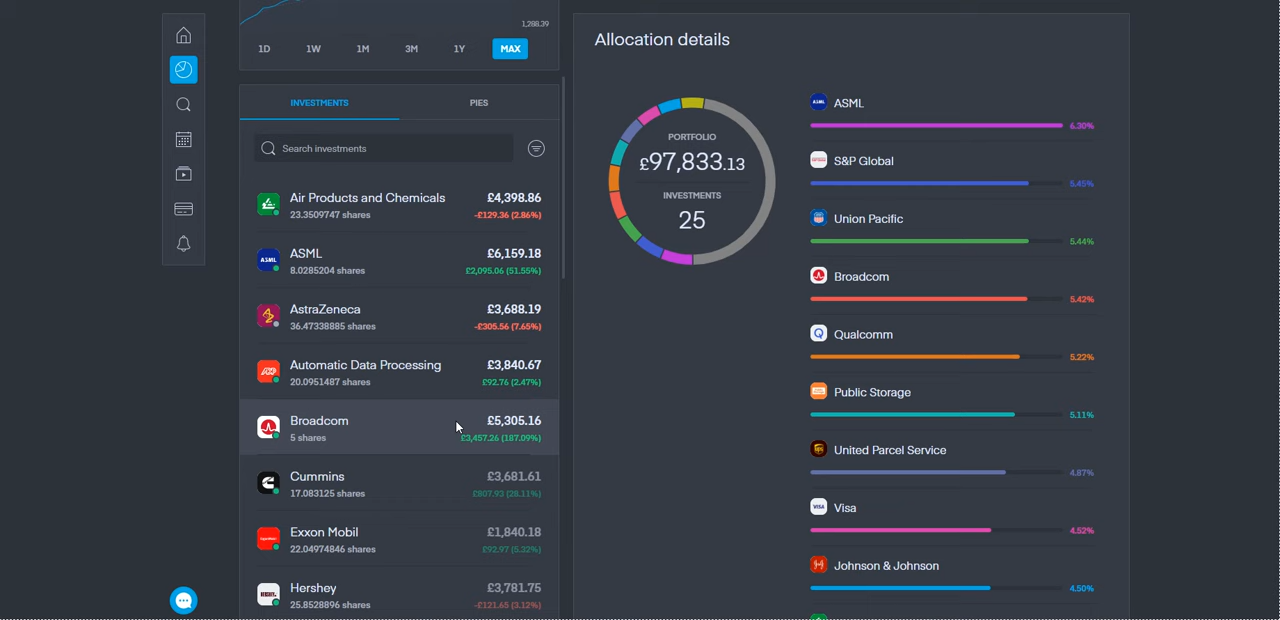 1,288.39
1D 1W 1M 3M 1Y MAX
INVESTMENTS PIES
Search investments
Air Products and Chemicals £4,398.86
23.3509747 shares -£129.36 (2.86%)
ASML ASML £6,159.18
8.0285204 shares £2,095.06 (51.55%)
AstraZeneca £3,688.19
36.47338885 shares -£305.56 (7.65%)
Automatic Data Processing £3,840.67
20.0951487 shares £92.76 (2.47%)
Broadcom £5,305.16
5 shares £3,457.26 (187.09%)
Cummins £3,681.61
17.083125 shares £807.93 (28.11%)
Exxon Mobil £1,840.18
22.04974846 shares £92.97 (5.32%)
Hershey £3,781.75
25.8528896 shares -£121.65 (3.12%)
Allocation details
PORTFOLIO
£97,833.13
INVESTMENTS
25
ASML ASML
6.30%
S&P Global
5.45%
Union Pacific
5.44%
Broadcom
5.42%
Qualcomm
5.22%
Public Storage
5.11%
ups United Parcel Service
4.87%
VISA Visa
4.52%
Johnson & Johnson
4.50%